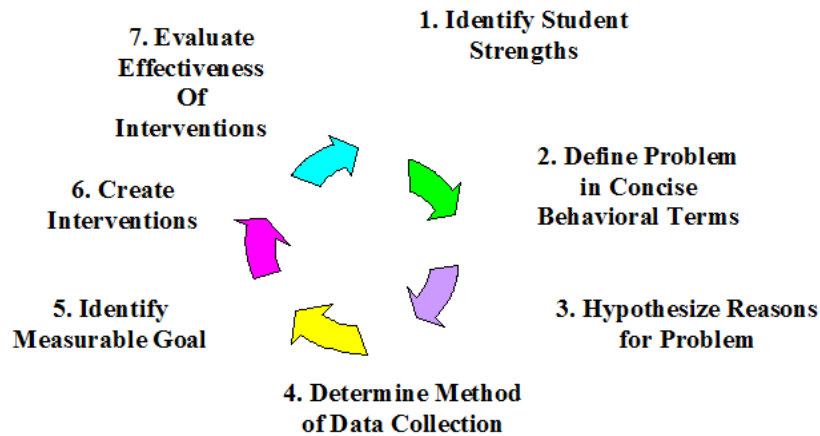 1. Identify Student
Strengths
2. Define Problem
in Concise
Behavioral Terms
3. Hypothesize Reasons
for Problem
4. Determine Method
of Data Collection
5. Identify
Measurable Goal
6. Create
Interventions
7. Evaluate
Effectiveness
Of
Interventions